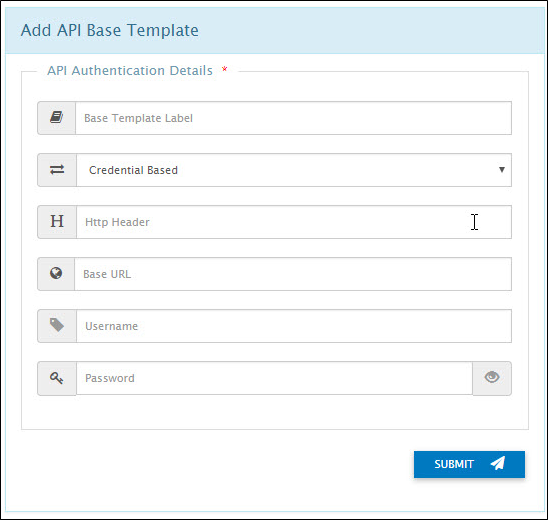 Add API Base Template
API Authentication Details *
Base Template Label
Credential Based
H Http Header
Base URL
Username
Password
SUBMIT